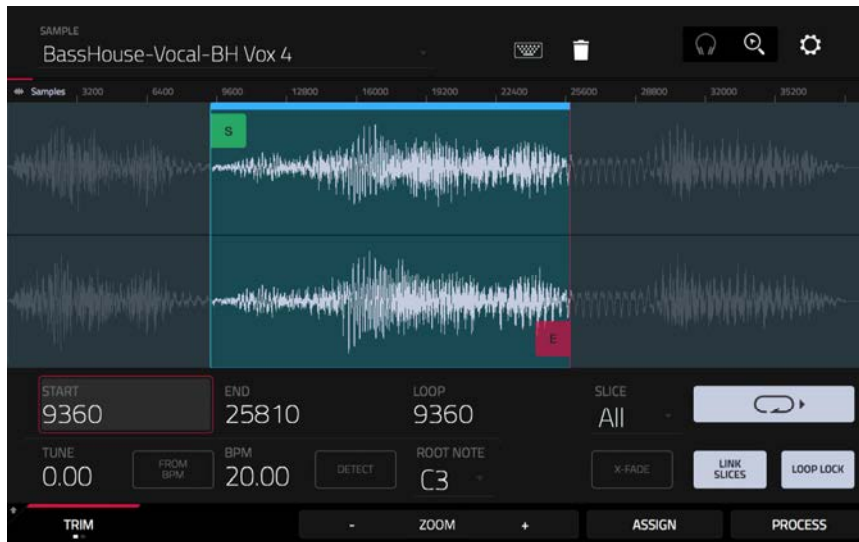 SAMPLE
BassHouse-Vocal-BH Vox 4
Samples 3200 6400 9600 12800 16000 19200 22400 25600 28800 32000 35200
S
E
START END LOOP SLICE
9360 25810 9360 All
TUNE BPM ROOT NOTE
0.00 FROM BPM 20.00 DETECT C3 X-FADE LINK SLICES LOOP LOCK
TRIM - ZOOM + ASSIGN PROCESS